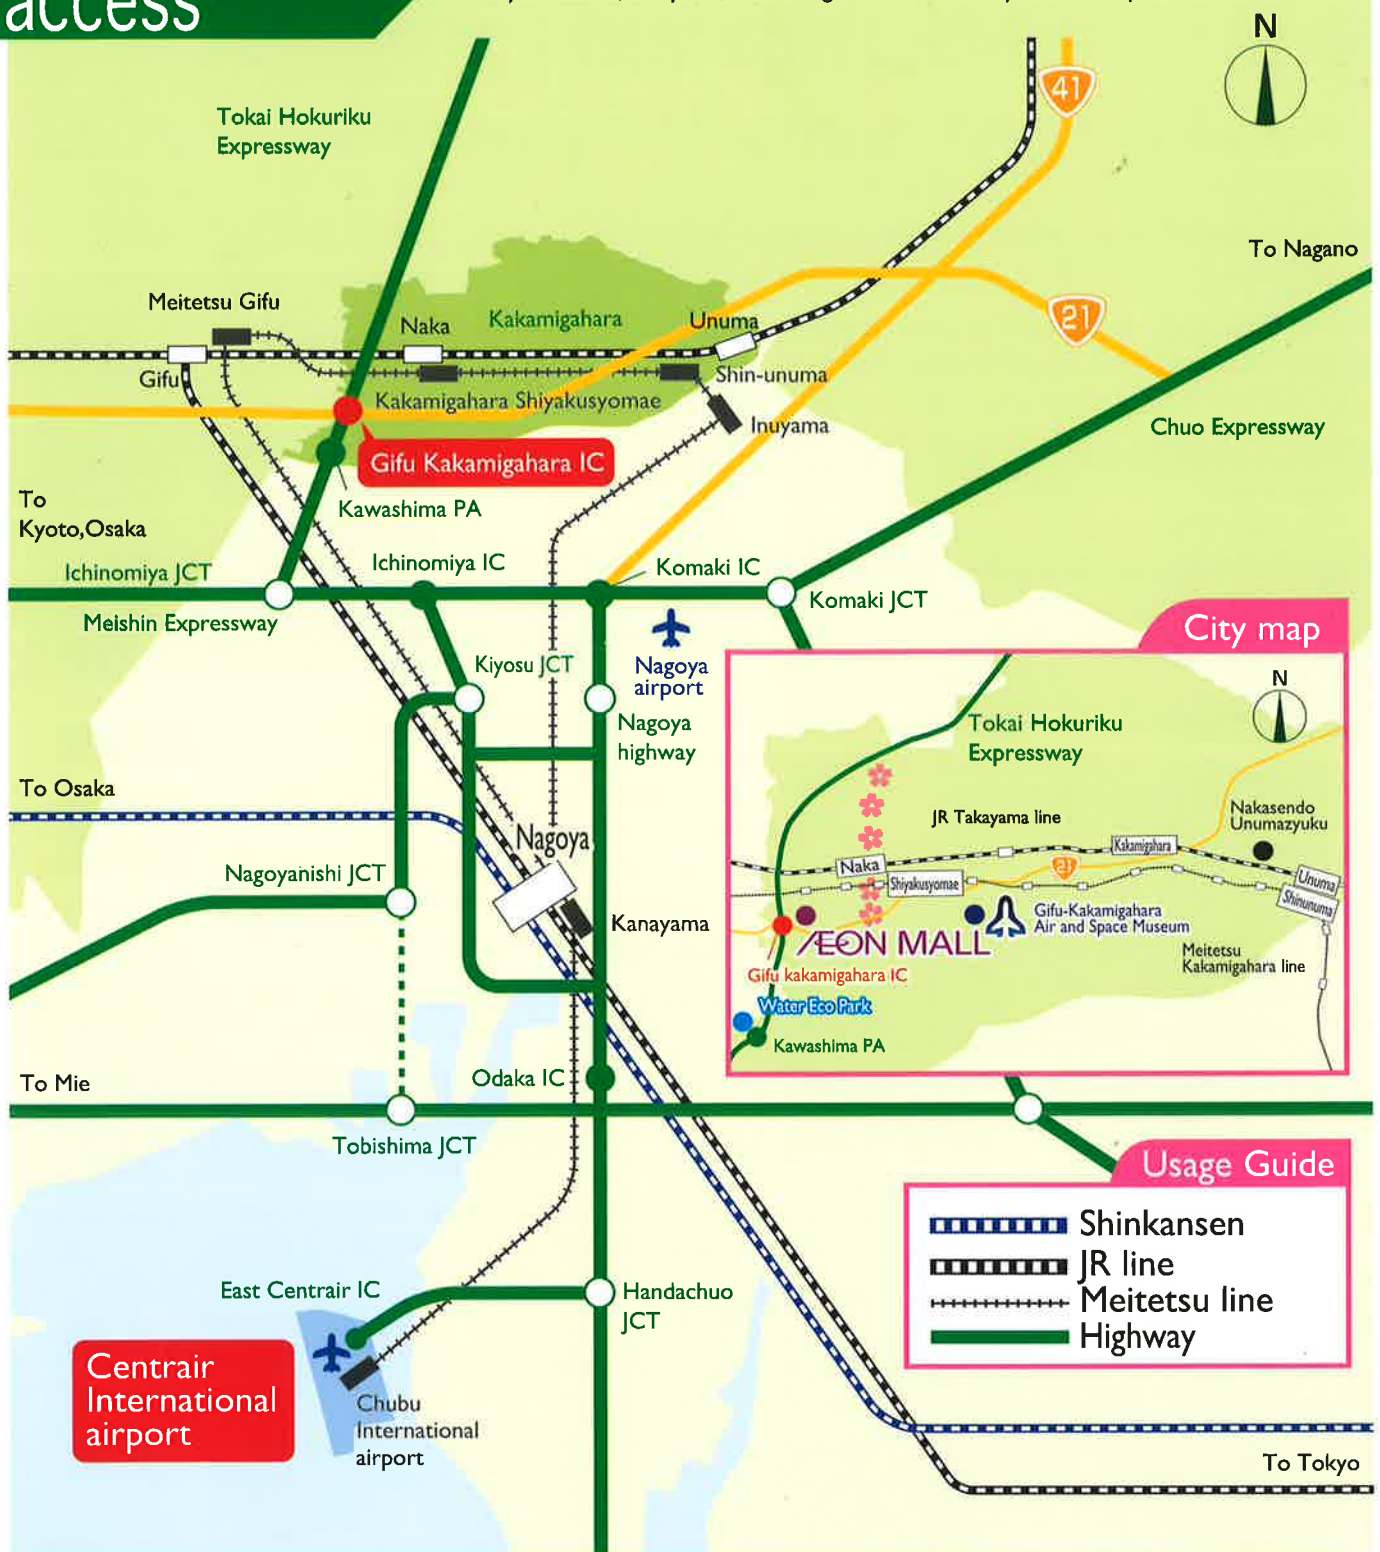 access
N
41
Tokai Hokuriku
Expressway
To Nagano
Meitetsu Gifu
Naka
Kakamigahara
Unuma
21
Gifu
Shin-unuma
Kakamigahara Shiyakusyomae
Inuyama
Chuo Expressway
Gifu Kakamigahara IC
To
Kyoto,Osaka
Kawashima PA
Ichinomiya JCT
Ichinomiya IC
Komaki IC
Komaki JCT
Meishin Expressway
Kiyosu JCT
Nagoya
airport
Nagoya
highway
To Osaka
Nagoya
Nagoyanishi JCT
Kanayama
To Mie
Odaka IC
Tobishima JCT
East Centrair IC
Handachuo
JCT
Centrair
International
airport
Chubu
International
airport
To Tokyo
City map
N
Tokai Hokuriku
Expressway
JR Takayama line
Nakasendo
Unumazyuku
Kakamigahara
Naka
21
Shiyakusyomae
Unuma
Shinunuma
Gifu-Kakamigahara
Air and Space Museum
ÆON MALL
Meitetsu
Kakamigahara line
Gifu kakamigahara IC
Water Eco Park
Kawashima PA
Usage Guide
Shinkansen
JR line
Meitetsu line
Highway